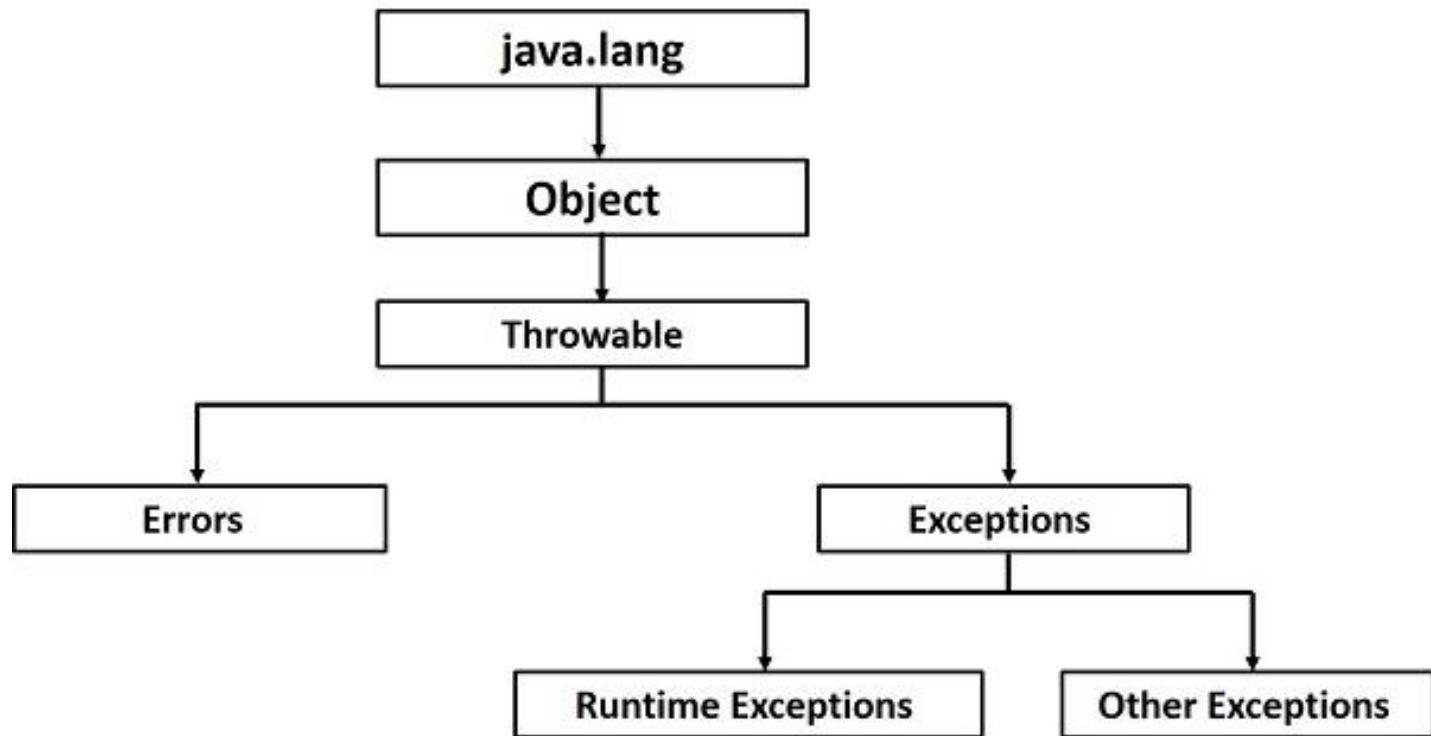 java.lang
Object
Throwable
Errors
Exceptions
Runtime Exceptions
Other Exceptions